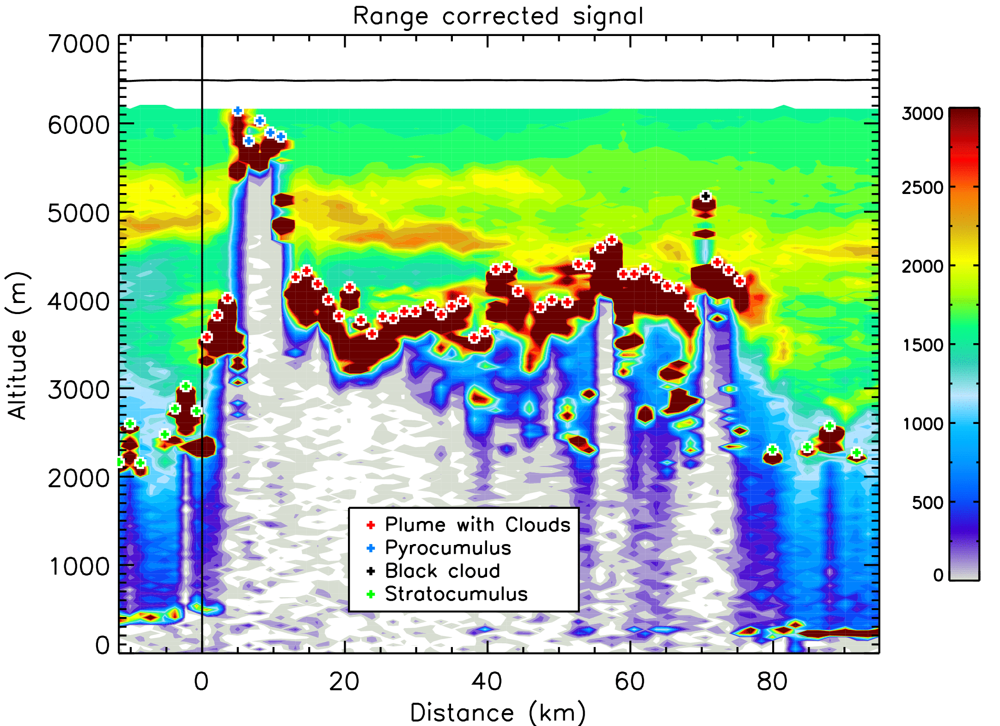 Range corrected signal
7000
6000
5000
4000
3000
2000
1000
0
Altitude (m)
0 20 40 60 80
Distance (km)
Plume with Clouds
Pyrocumulus
Black cloud
Stratocumulus
3000
2500
2000
1500
1000
500
0